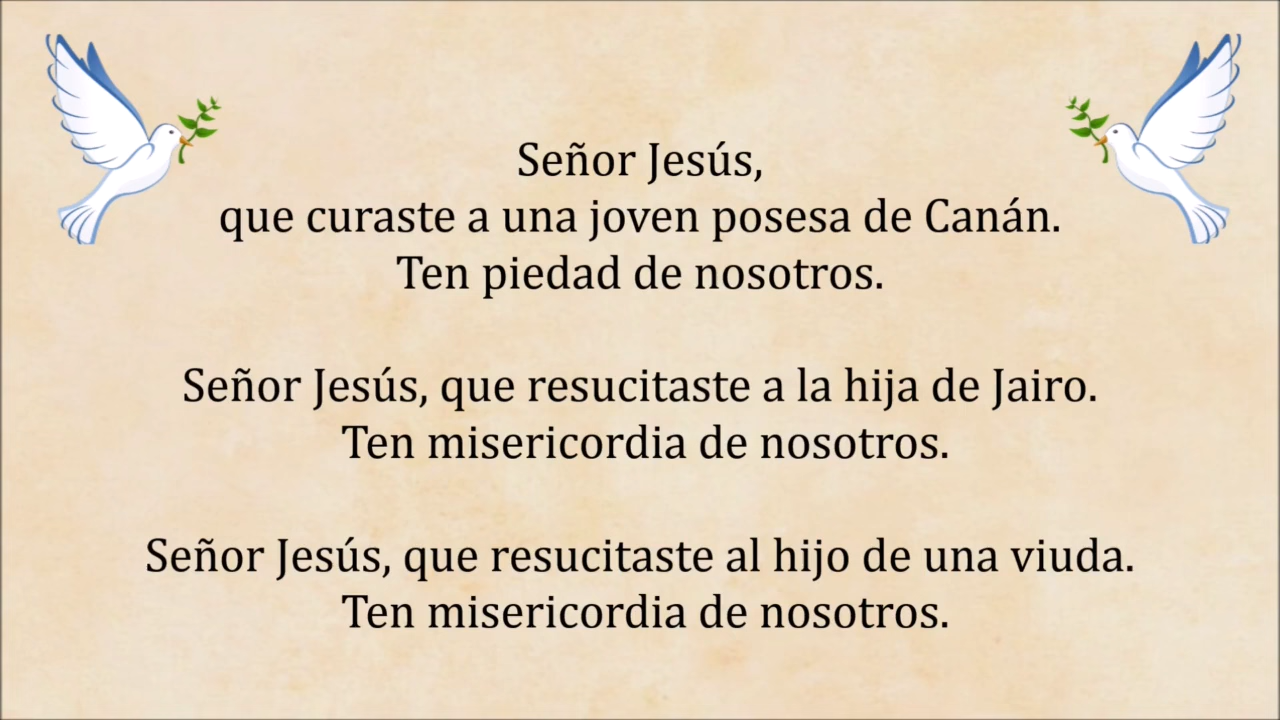 Señor Jesús,
que curaste a una joven posesa de Canán.
Ten piedad de nosotros.
Señor Jesús, que resucitaste a la hija de Jairo.
Ten misericordia de nosotros.
Señor Jesús, que resucitaste al hijo de una viuda.
Ten misericordia de nosotros.